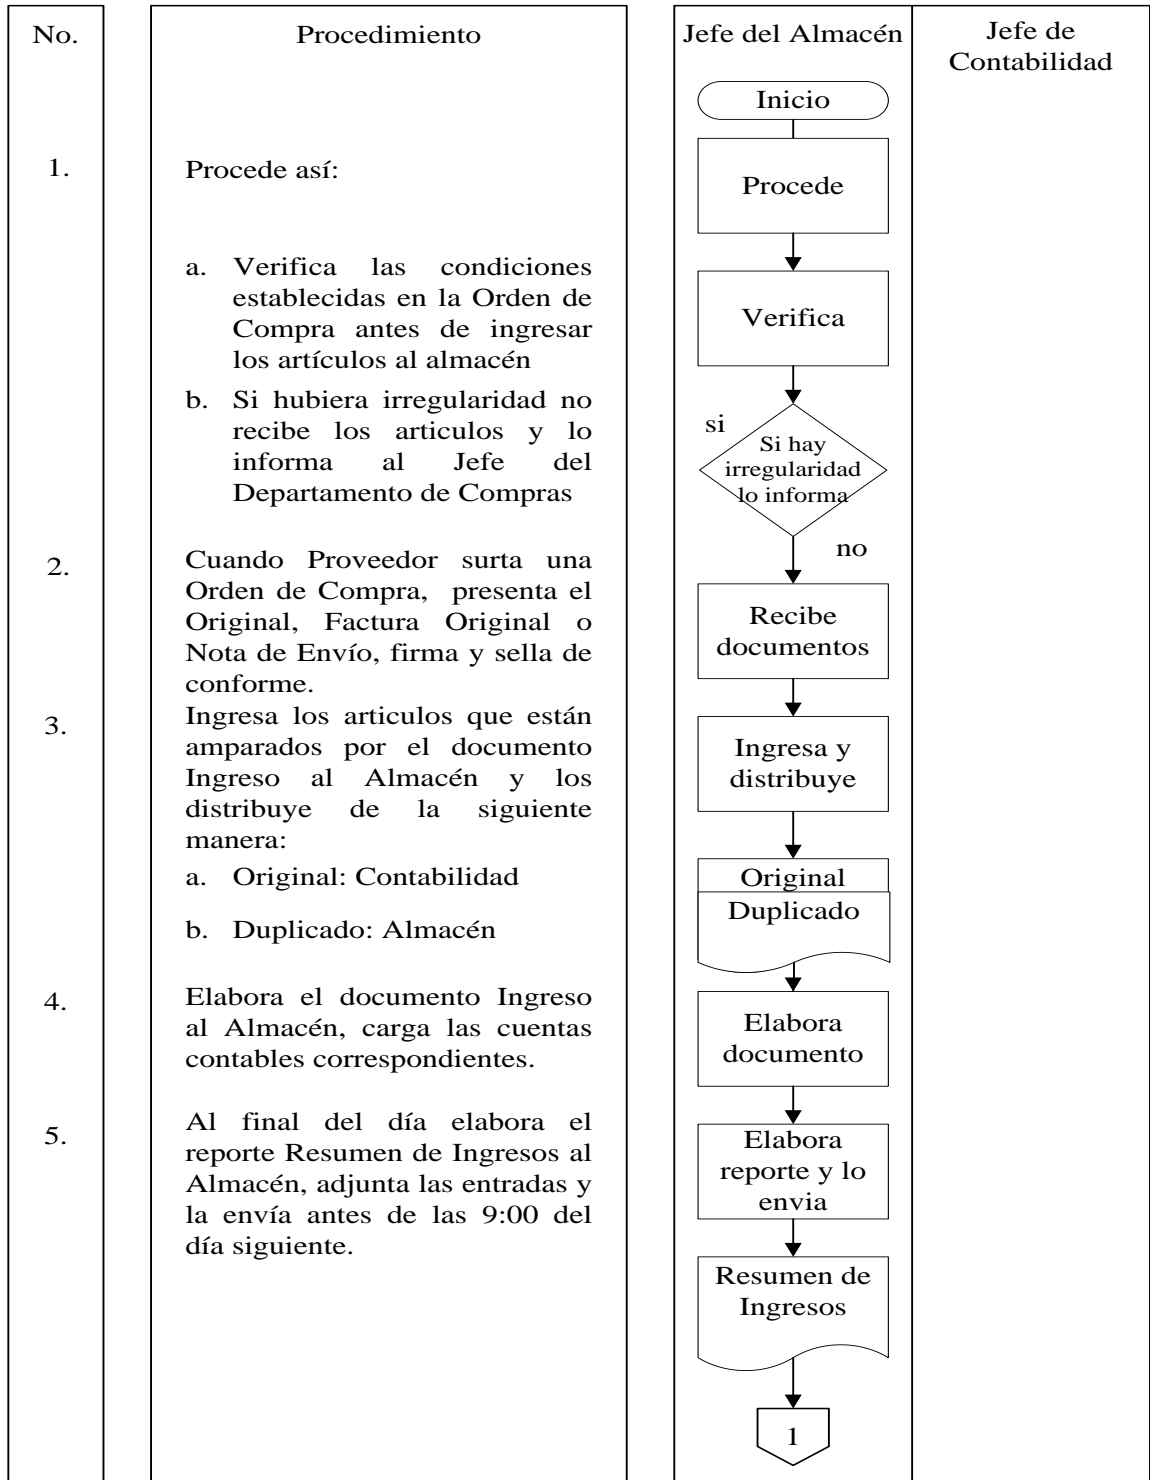 No.
Procedimiento
Jefe del Almacén
Jefe de
Contabilidad
1.
Procede así:
a. Verifica las condiciones
establecidas en la Orden de
Compra antes de ingresar
los artículos al almacén
b. Si hubiera irregularidad no
recibe los articulos y lo
informa al Jefe del
Departamento de Compras
2.
Cuando Proveedor surta una
Orden de Compra, presenta el
Original, Factura Original o
Nota de Envío, firma y sella de
conforme.
3.
Ingresa los articulos que están
amparados por el documento
Ingreso al Almacén y los
distribuye de la siguiente
manera:
a. Original: Contabilidad
b. Duplicado: Almacén
4.
Elabora el documento Ingreso
al Almacén, carga las cuentas
contables correspondientes.
5.
Al final del día elabora el
reporte Resumen de Ingresos al
Almacén, adjunta las entradas y
la envía antes de las 9:00 del
día siguiente.
Inicio
Procede
Verifica
si
Si hay
irregularidad
lo informa
no
Recibe
documentos
Ingresa y
distribuye
Original
Duplicado
Elabora
documento
Elabora
reporte y lo
envia
Resumen de
Ingresos
1